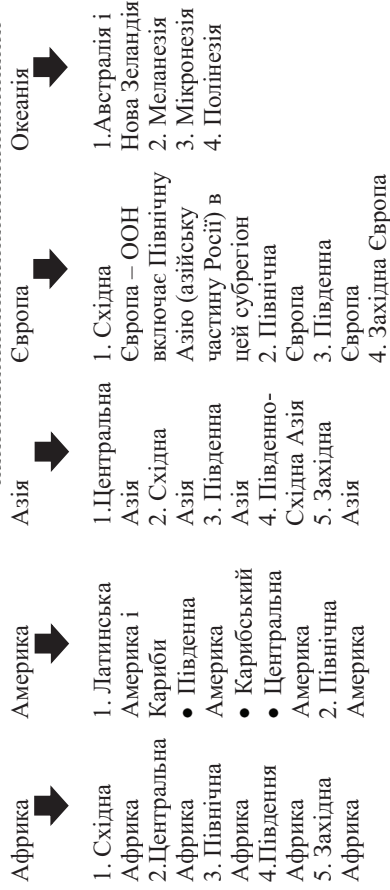 Африка
1. Східна
Африка
2.Центральна
Африка
3. Північна
Африка
4.Південня
Африка
5. Західна
Африка
Америка
1. Латинська
Америка і
Кариби
• Південна
Америка
• Карибський
• Центральна
Америка
2. Північна
Америка
Азія
1.Центральна
Азія
2. Східна
Азія
3. Південна
Азія
4. Південно-
Східна Азія
5. Західна
Азія
Європа
1. Східна
Європа – ООН
включає Північну
Азію (азійську
частину Росії) в
цей субрегіон
2. Північна
Європа
3. Південна
Європа
4. Західна Європа
Океанія
1.Австралія і
Нова Зеландія
2. Меланезія
3. Мікронезія
4. Полінезія